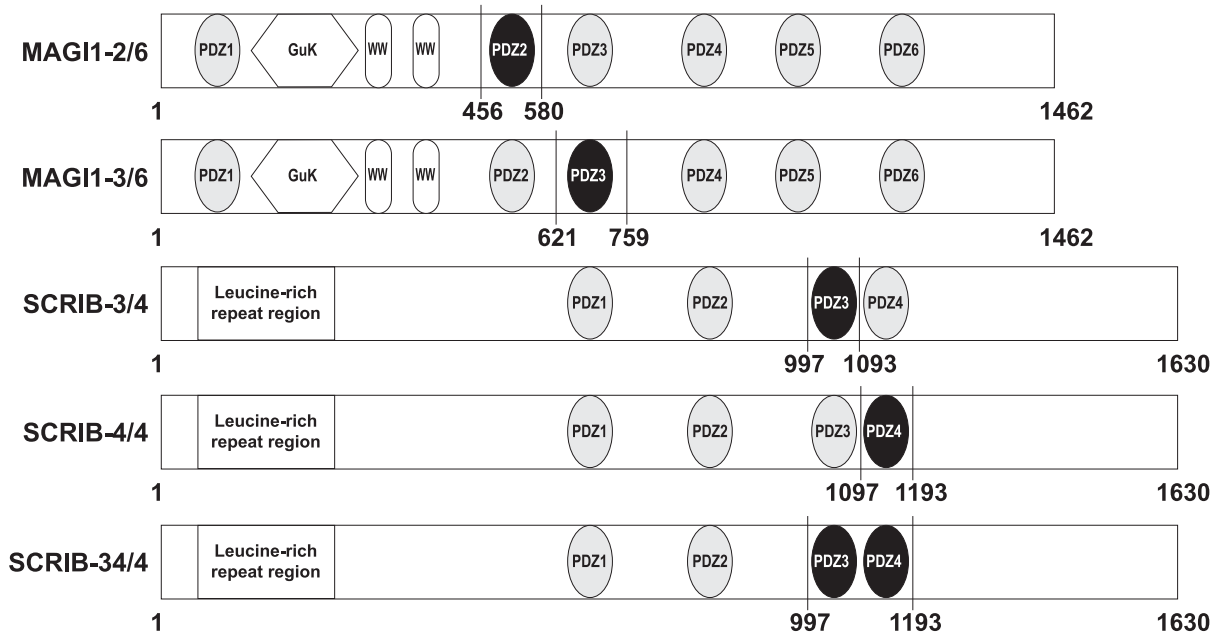 MAGI1-2/6 PDZ1 GuK WW WW PDZ2 PDZ3 PDZ4 PDZ5 PDZ6
1 456 580 1462
MAGI1-3/6 PDZ1 GuK WW WW PDZ2 PDZ3 PDZ4 PDZ5 PDZ6
1 621 759 1462
SCRIB-3/4 Leucine-rich repeat region PDZ1 PDZ2 PDZ3 PDZ4
1 997 1093 1630
SCRIB-4/4 Leucine-rich repeat region PDZ1 PDZ2 PDZ3 PDZ4
1 1097 1193 1630
SCRIB-34/4 Leucine-rich repeat region PDZ1 PDZ2 PDZ3 PDZ4
1 997 1193 1630